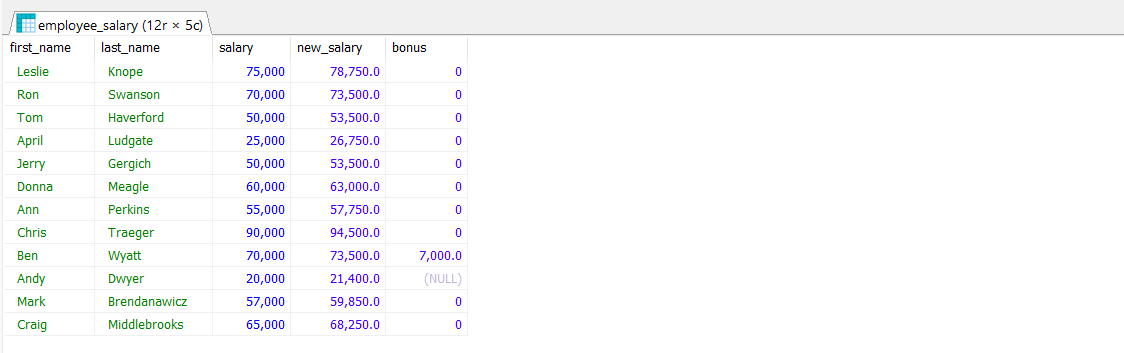 employee_salary (12r × 5c)
first_name last_name salary new_salary bonus
Leslie Knope 75,000 78,750.0 0
Ron Swanson 70,000 73,500.0 0
Tom Haverford 50,000 53,500.0 0
April Ludgate 25,000 26,750.0 0
Jerry Gergich 50,000 53,500.0 0
Donna Meagle 60,000 63,000.0 0
Ann Perkins 55,000 57,750.0 0
Chris Traeger 90,000 94,500.0 0
Ben Wyatt 70,000 73,500.0 7,000.0
Andy Dwyer 20,000 21,400.0 (NULL)
Mark Brendanawicz 57,000 59,850.0 0
Craig Middlebrooks 65,000 68,250.0 0